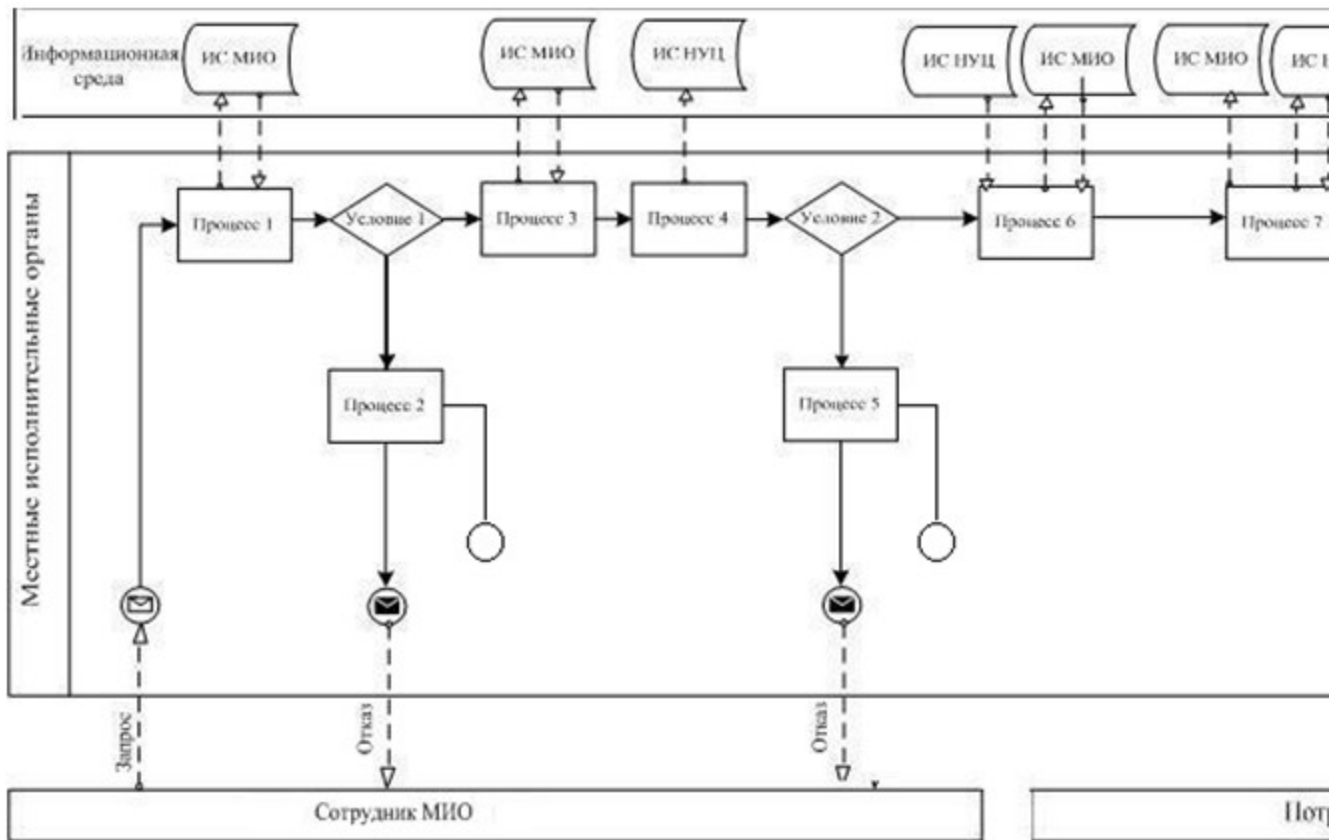 Информационная
среда
ИС МИО
ИС МИО
ИС НУЦ
ИС НУЦ
ИС МИО
ИС МИО
ИС
Местные исполнительные органы
Процесс 1
Условие 1
Процесс 3
Процесс 4
Условие 2
Процесс 6
Процесс 7
Процесс 2
Процесс 5
Запрос
Отказ
Отказ
Сотрудник МИО
Потр